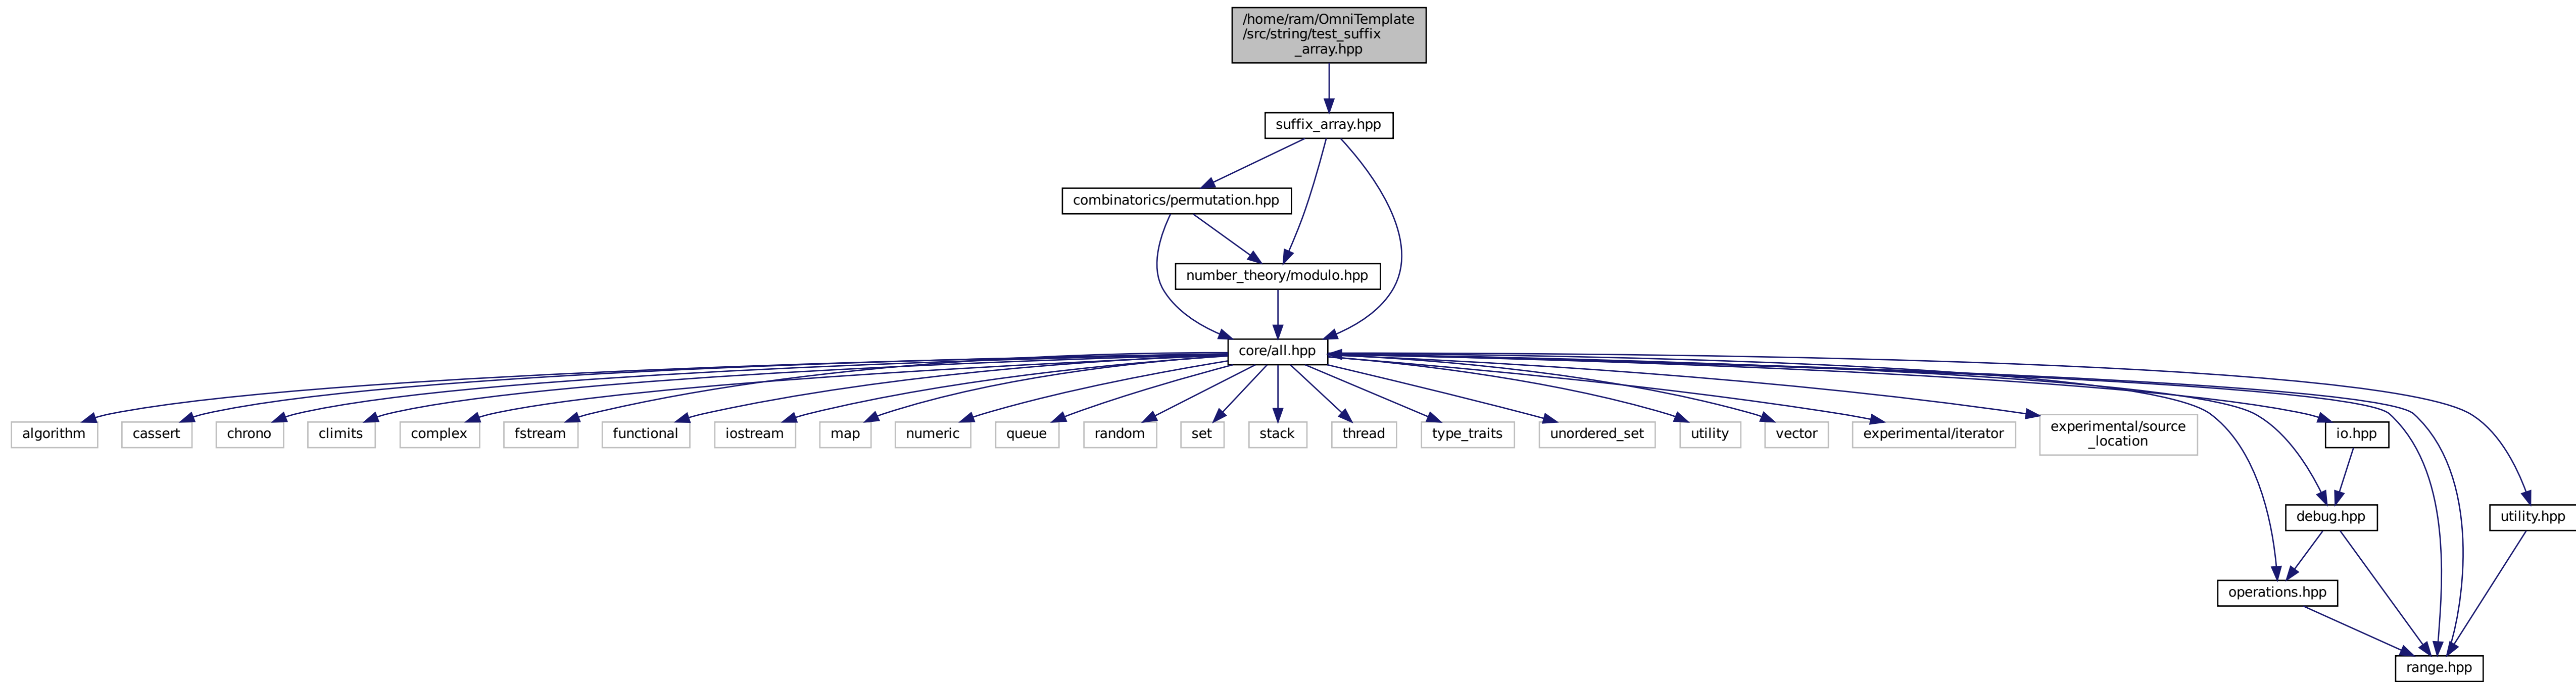 /home/ram/OmniTemplate
/src/string/test_suffix
_array.hpp
suffix_array.hpp
combinatorics/permutation.hpp
number_theory/modulo.hpp
core/all.hpp
algorithm
cassert
chrono
climits
complex
fstream
functional
iostream
map
numeric
queue
random
set
stack
thread
type_traits
unordered_set
utility
vector
experimental/iterator
experimental/source
_location
io.hpp
debug.hpp
utility.hpp
operations.hpp
range.hpp